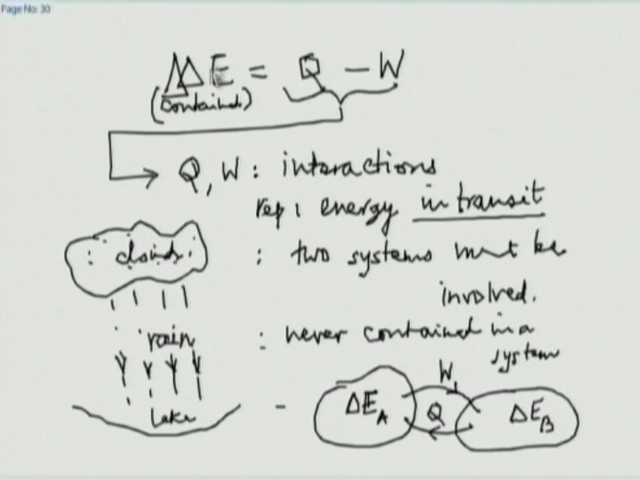 Page No: 30
ΔE = Q - W
(contained)
Q, W : interactions
rep: energy in transit
: two systems must be
involved.
: never contained in a
system
cloud
rain
lake
W
ΔE_A Q ΔE_B